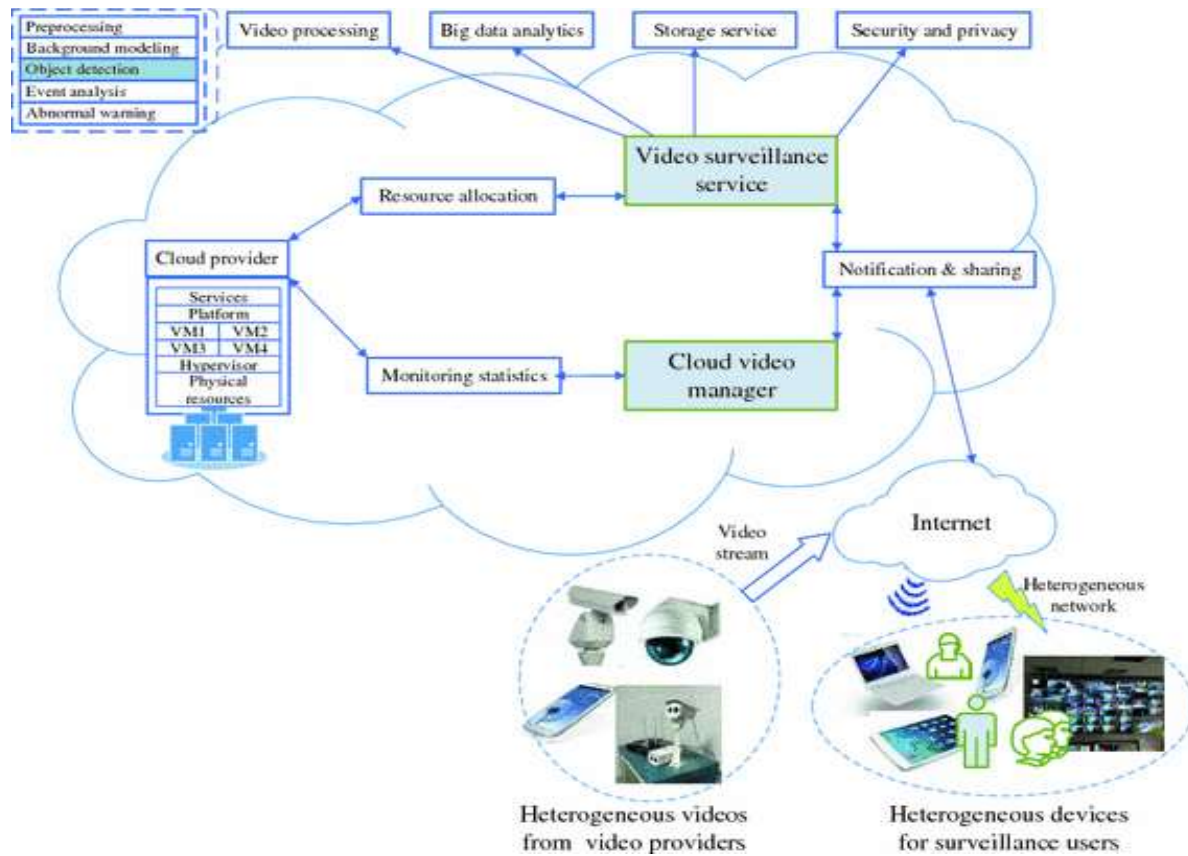 Preprocessing
Background modeling
Object detection
Event analysis
Abnormal warning
Video processing
Big data analytics
Storage service
Security and privacy
Video surveillance
service
Resource allocation
Cloud provider
Services
Platform
VM1
VM2
VM3
VM4
Hypervisor
Physical
resources
Notification & sharing
Monitoring statistics
Cloud video
manager
Internet
Video
stream
Heterogeneous
network
Heterogeneous videos
from video providers
Heterogeneous devices
for surveillance users